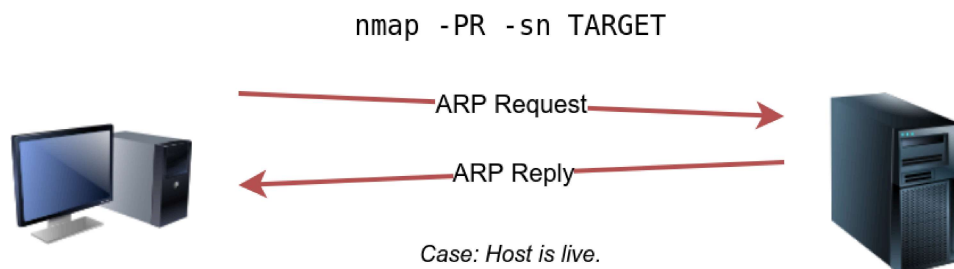 nmap -PR -sn TARGET
ARP Request
ARP Reply
Case: Host is live.